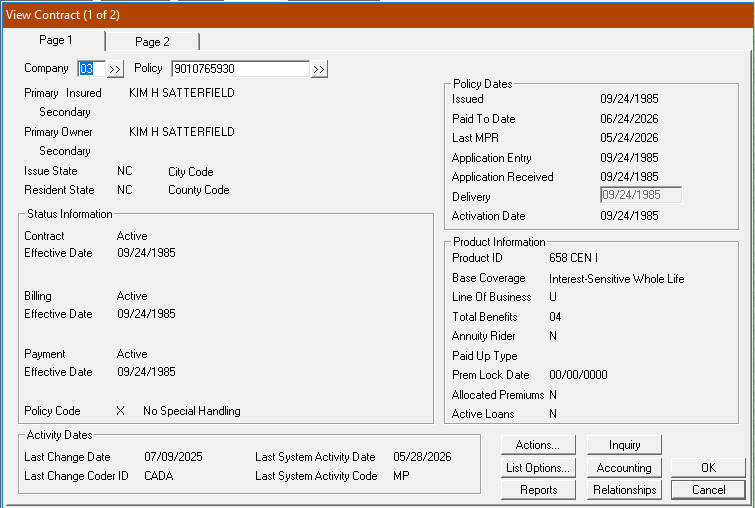 View Contract (1 of 2)
Page 1 Page 2
Company 03 >> Policy 9010765930 >>
Primary Insured KIM H SATTERFIELD
Secondary
Primary Owner KIM H SATTERFIELD
Secondary
Issue State NC City Code
Resident State NC County Code
Policy Dates
Issued 09/24/1985
Paid To Date 06/24/2026
Last MPR 05/24/2026
Application Entry 09/24/1985
Application Received 09/24/1985
Delivery 09/24/1985
Activation Date 09/24/1985
Status Information
Contract Active
Effective Date 09/24/1985
Billing Active
Effective Date 09/24/1985
Payment Active
Effective Date 09/24/1985
Policy Code X No Special Handling
Product Information
Product ID 658 CEN I
Base Coverage Interest-Sensitive Whole Life
Line Of Business U
Total Benefits 04
Annuity Rider N
Paid Up Type
Prem Lock Date 00/00/0000
Allocated Premiums N
Active Loans N
Activity Dates
Last Change Date 07/09/2025 Last System Activity Date 05/28/2026
Last Change Coder ID CADA Last System Activity Code MP
Actions... Inquiry
List Options... Accounting OK
Reports Relationships Cancel